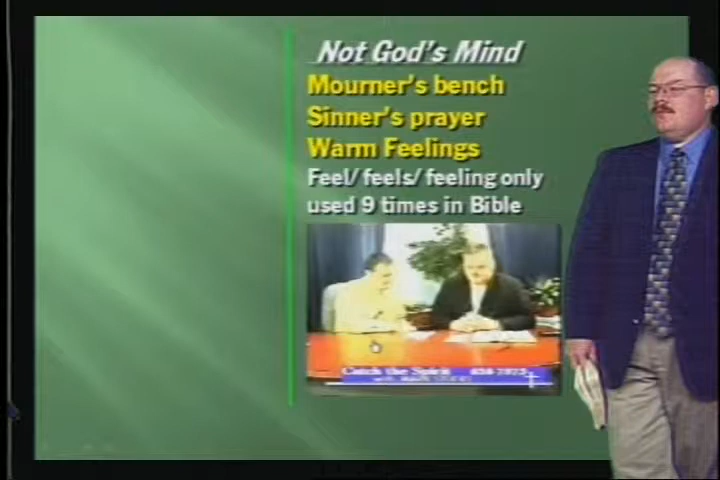 Not God's Mind
Mourner's bench
Sinner's prayer
Warm Feelings
Feel/ feels/ feeling only
used 9 times in Bible
Catch the Spirit